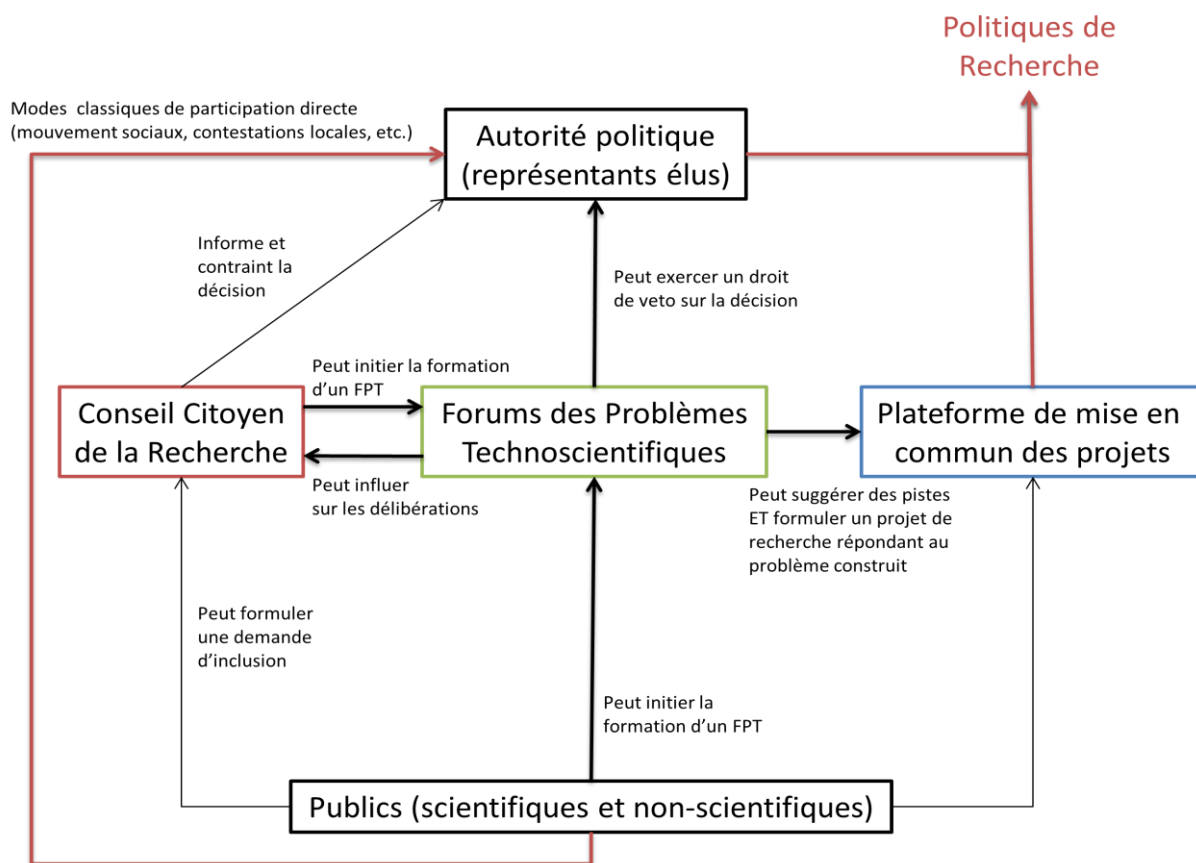 Politiques de
Recherche
Modes classiques de participation directe
(mouvement sociaux, contestations locales, etc.)
Autorité politique
(représentants élus)
Informe et
contraint la
décision
Peut exercer un droit
de veto sur la décision
Peut initier la formation
d’un FPT
Conseil Citoyen
de la Recherche
Forums des Problèmes
Technoscientifiques
Plateforme de mise en
commun des projets
Peut influer
sur les délibérations
Peut suggérer des pistes
ET formuler un projet de
recherche répondant au
problème construit
Peut formuler
une demande
d’inclusion
Peut initier la
formation d’un FPT
Publics (scientifiques et non-scientifiques)